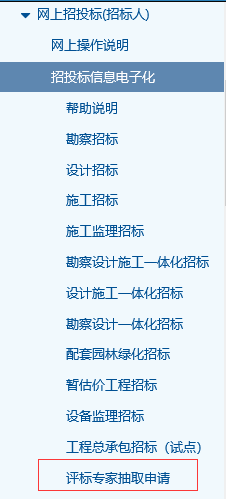 网上招投标(招标人)
网上操作说明
招投标信息电子化
帮助说明
勘察招标
设计招标
施工招标
施工监理招标
勘察设计施工一体化招标
设计施工一体化招标
勘察设计一体化招标
配套园林绿化招标
暂估价工程招标
设备监理招标
工程总承包招标（试点）
评标专家抽取申请